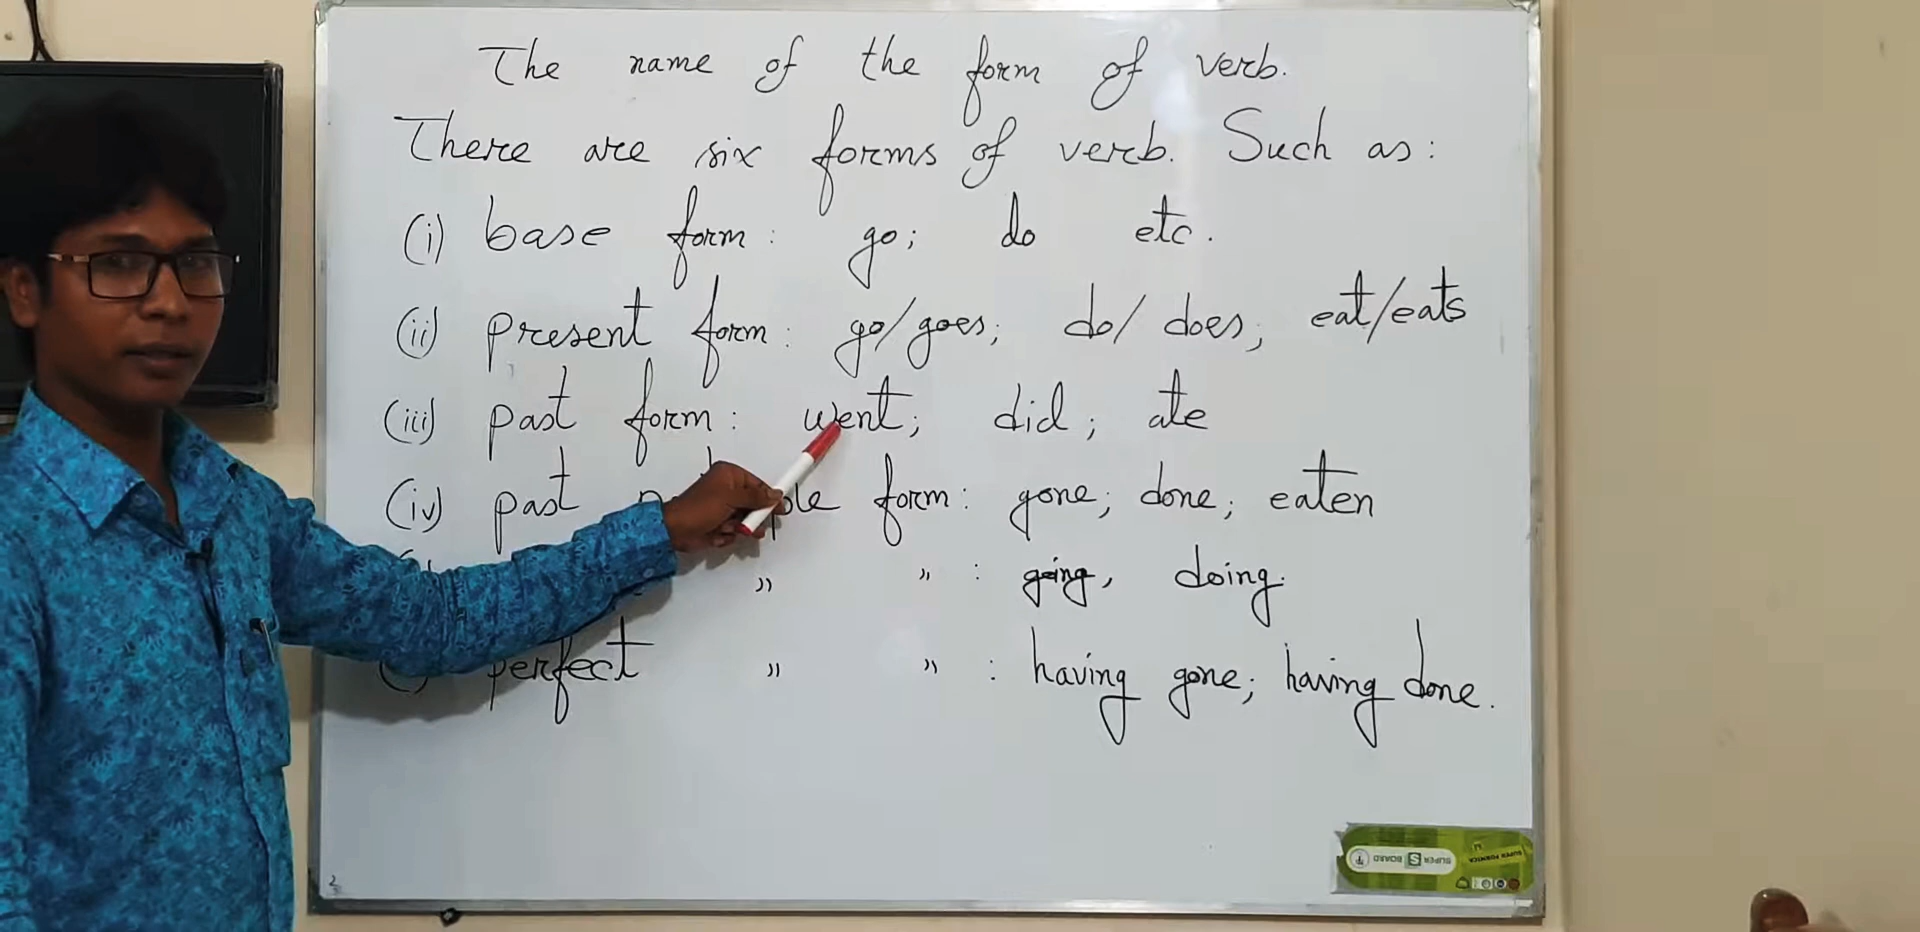 The name of the form of verb.
There are six forms of verb. Such as:
(i) base form: go; do etc.
(ii) present form: go/goes; do/does; eat/eats
(iii) past form: went; did; ate
(iv) past form: gone; done; eaten
" " : going, doing.
perfect " " : having gone; having done.
SUPER BOARD